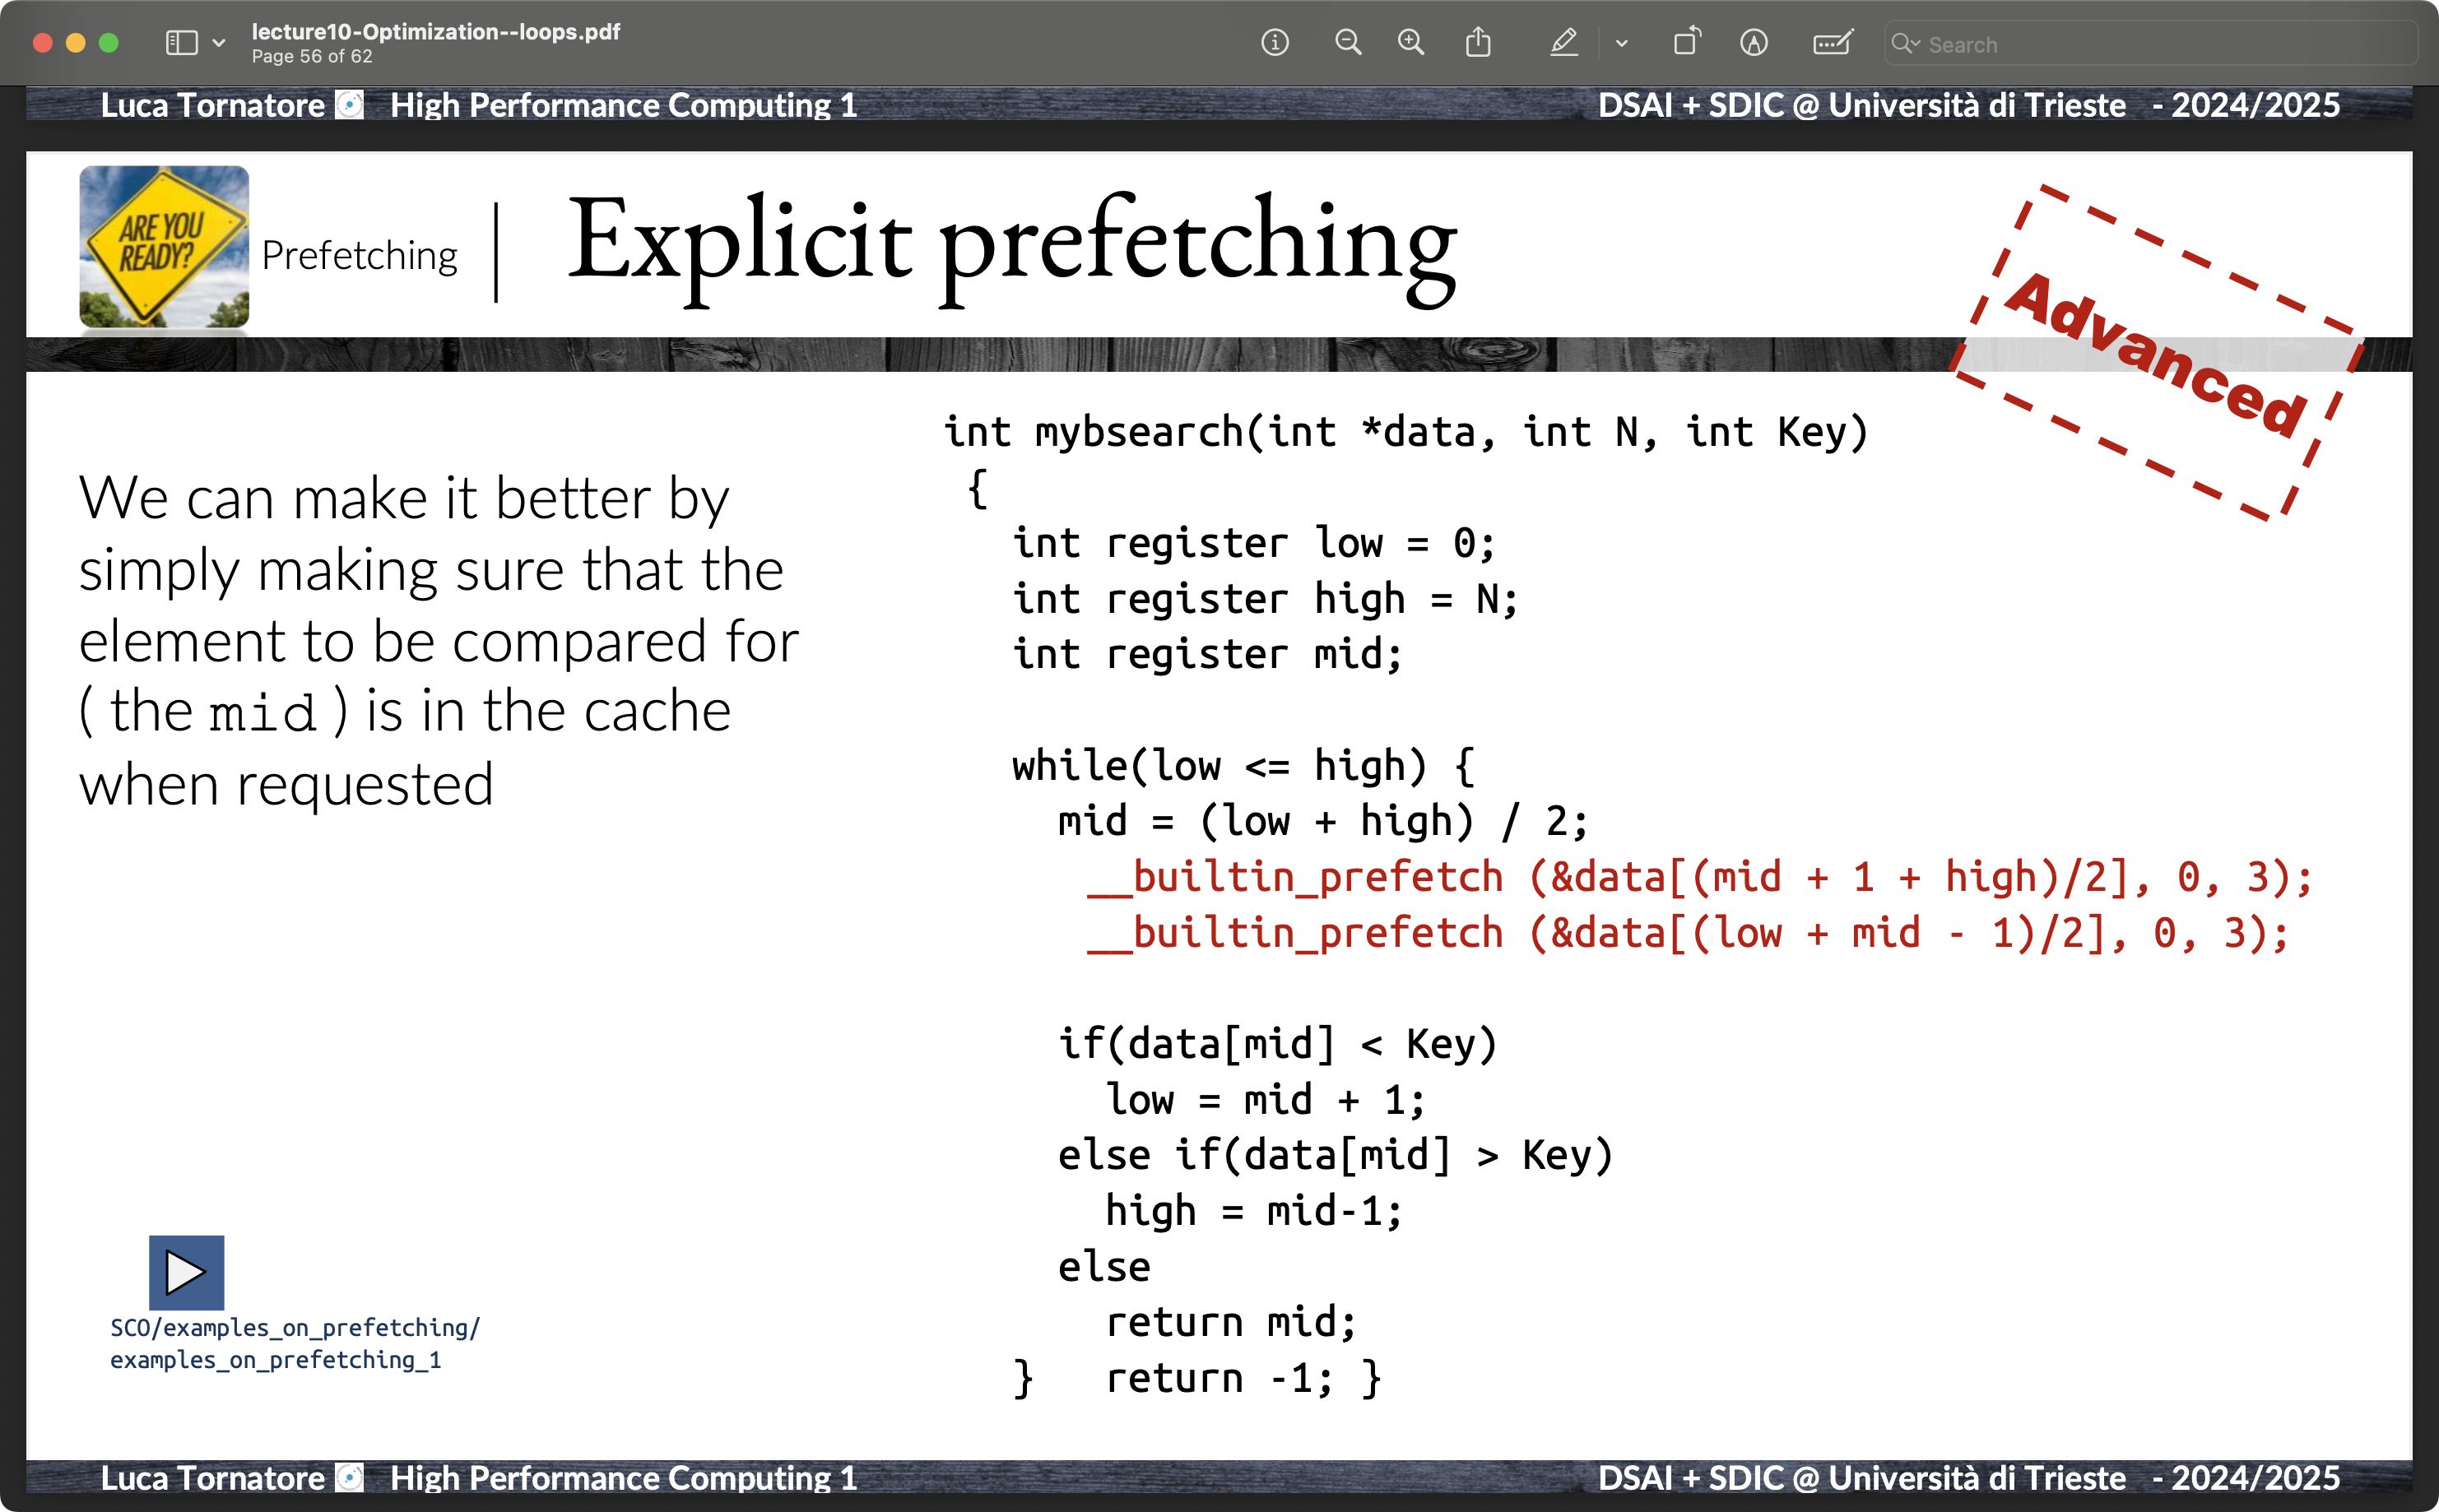 lecture10-Optimization--loops.pdf
Page 56 of 62
Search
Luca Tornatore High Performance Computing 1 DSAI + SDIC @ Università di Trieste - 2024/2025
ARE YOU
READY?
Prefetching
Explicit prefetching
Advanced
We can make it better by
simply making sure that the
element to be compared for
( the mid ) is in the cache
when requested
SCO/examples_on_prefetching/
examples_on_prefetching_1
int mybsearch(int *data, int N, int Key)
{
int register low = 0;
int register high = N;
int register mid;
while(low <= high) {
mid = (low + high) / 2;
__builtin_prefetch (&data[(mid + 1 + high)/2], 0, 3);
__builtin_prefetch (&data[(low + mid - 1)/2], 0, 3);
if(data[mid] < Key)
low = mid + 1;
else if(data[mid] > Key)
high = mid-1;
else
return mid;
} return -1; }
Luca Tornatore High Performance Computing 1 DSAI + SDIC @ Università di Trieste - 2024/2025